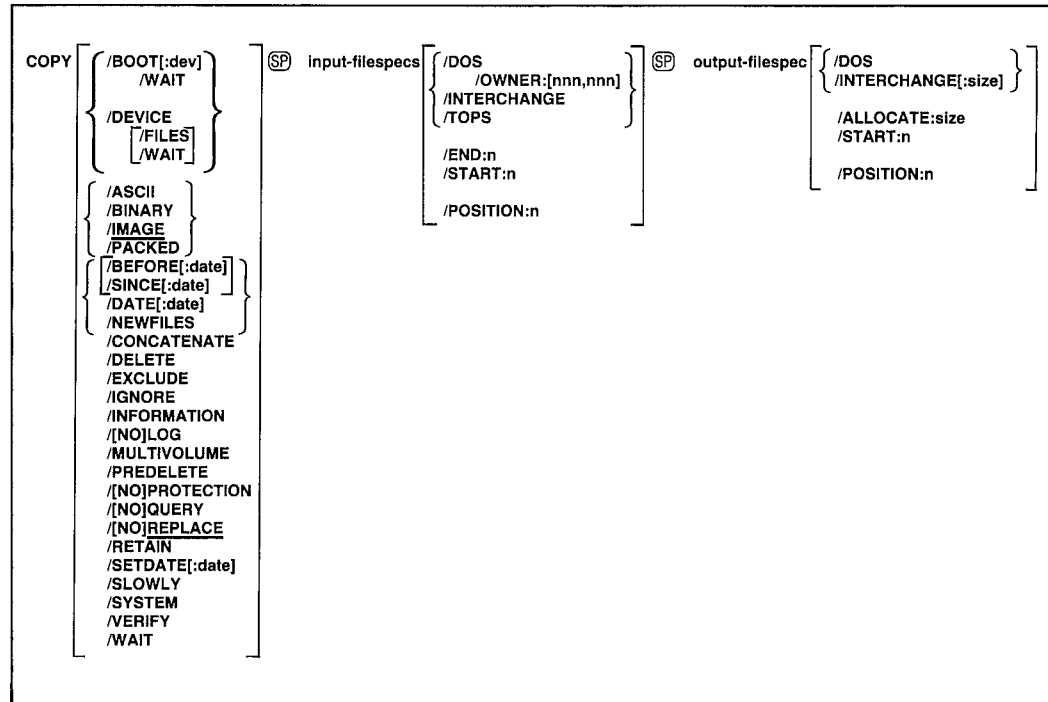 COPY
/BOOT[:dev]
/WAIT
/DEVICE
/FILES
/WAIT
/ASCII
/BINARY
/IMAGE
/PACKED
/BEFORE[:date]
/SINCE[:date]
/DATE[:date]
/NEWFILES
/CONCATENATE
/DELETE
/EXCLUDE
/IGNORE
/INFORMATION
/[NO]LOG
/MULTIVOLUME
/PREDELETE
/[NO]PROTECTION
/[NO]QUERY
/[NO]REPLACE
/RETAIN
/SETDATE[:date]
/SLOWLY
/SYSTEM
/VERIFY
/WAIT
SP
input-filespecs
/DOS
/OWNER:[nnn,nnn]
/INTERCHANGE
/TOPS
/END:n
/START:n
/POSITION:n
SP
output-filespec
/DOS
/INTERCHANGE[:size]
/ALLOCATE:size
/START:n
/POSITION:n